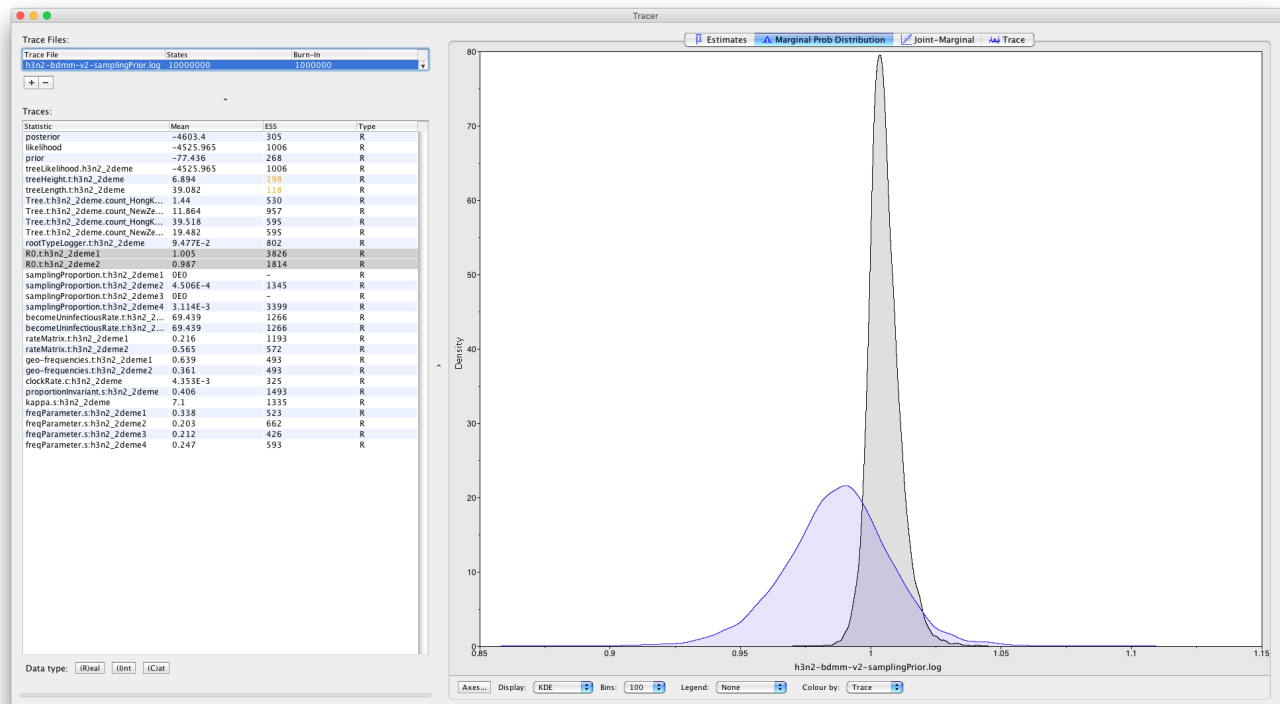 Tracer
Trace Files:
Trace File States Burn-In
h3n2-bdmm-v2-samplingPrior.log 10000000 1000000
+ −
Traces:
Statistic Mean ESS Type
posterior -4603.4 305 R
likelihood -4525.965 1006 R
prior -77.436 268 R
treeLikelihood.h3n2_2deme -4525.965 1006 R
treeHeight.t:h3n2_2deme 6.894 198 R
treeLength.t:h3n2_2deme 39.082 118 R
Tree.t:h3n2_2deme.count_HongK... 1.44 530 R
Tree.t:h3n2_2deme.count_NewZe... 11.864 957 R
Tree.t:h3n2_2deme.count_HongK... 39.518 595 R
Tree.t:h3n2_2deme.count_NewZe... 19.482 595 R
rootTypeLogger.t:h3n2_2deme 9.477E-2 802 R
R0.t:h3n2_2deme1 1.005 3826 R
R0.t:h3n2_2deme2 0.987 1814 R
samplingProportion.t:h3n2_2deme1 0E0 - R
samplingProportion.t:h3n2_2deme2 4.506E-4 1345 R
samplingProportion.t:h3n2_2deme3 0E0 - R
samplingProportion.t:h3n2_2deme4 3.114E-3 3399 R
becomeUninfectiousRate.t:h3n2_2... 69.439 1266 R
becomeUninfectiousRate.t:h3n2_2... 69.439 1266 R
rateMatrix.t:h3n2_2deme1 0.216 1193 R
rateMatrix.t:h3n2_2deme2 0.565 572 R
geo-frequencies.t:h3n2_2deme1 0.639 493 R
geo-frequencies.t:h3n2_2deme2 0.361 493 R
clockRate.c:h3n2_2deme 4.353E-3 325 R
proportionInvariant.s:h3n2_2deme 0.406 1493 R
kappa.s:h3n2_2deme 7.1 1335 R
freqParameter.s:h3n2_2deme1 0.338 523 R
freqParameter.s:h3n2_2deme2 0.203 662 R
freqParameter.s:h3n2_2deme3 0.212 426 R
freqParameter.s:h3n2_2deme4 0.247 593 R
Data type: (R)eal (I)nt (C)at
Estimates Marginal Prob Distribution Joint-Marginal Trace
80
70
60
50
40
30
20
10
0
Density
0.85 0.9 0.95 1 1.05 1.1 1.15
h3n2-bdmm-v2-samplingPrior.log
Axes... Display: KDE Bins: 100 Legend: None Colour by: Trace